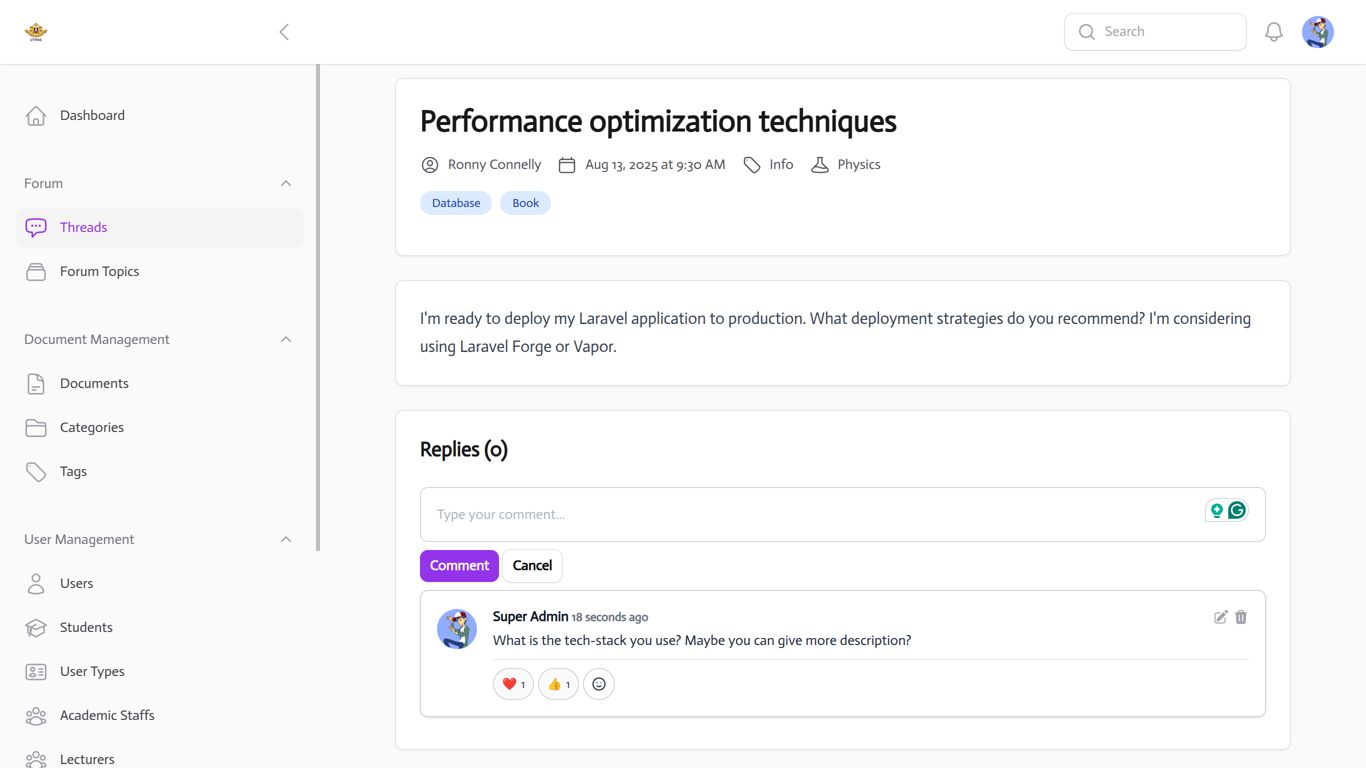 Search
Dashboard
Forum
Threads
Forum Topics
Document Management
Documents
Categories
Tags
User Management
Users
Students
User Types
Academic Staffs
Lecturers
Performance optimization techniques
Ronny Connelly Aug 13, 2025 at 9:30 AM Info Physics
Database Book
I'm ready to deploy my Laravel application to production. What deployment strategies do you recommend? I'm considering
using Laravel Forge or Vapor.
Replies (0)
Type your comment...
Comment Cancel
Super Admin 18 seconds ago
What is the tech-stack you use? Maybe you can give more description?
❤️ 1 👍 1